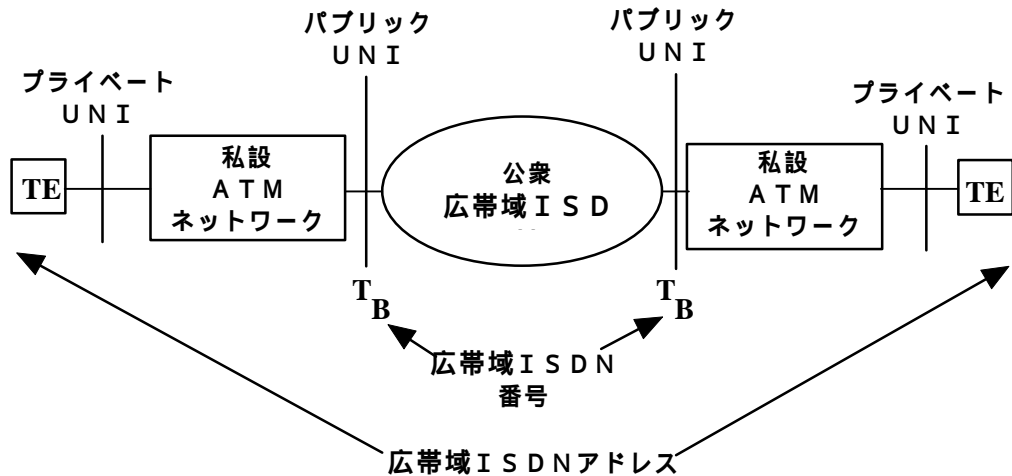 パブリック
ＵＮＩ
パブリック
ＵＮＩ
プライベート
ＵＮＩ
プライベート
ＵＮＩ
TE
私設
ＡＴＭ
ネットワーク
公衆
広帯域ＩＳＤ
私設
ＡＴＭ
ネットワーク
TE
TB
TB
広帯域ＩＳＤＮ
番号
広帯域ＩＳＤＮアドレス